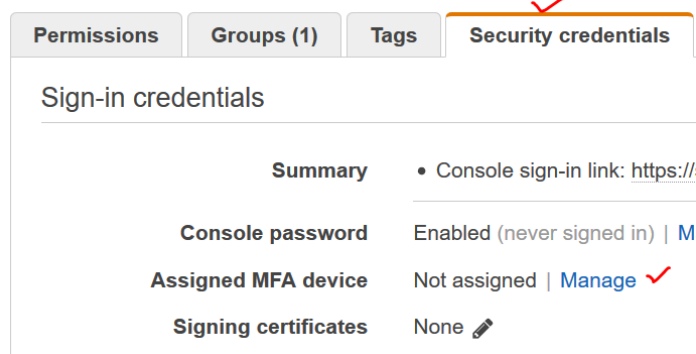 Permissions Groups (1) Tags Security credentials
Sign-in credentials
Summary • Console sign-in link: https://
Console password Enabled (never signed in) | M
Assigned MFA device Not assigned | Manage
Signing certificates None